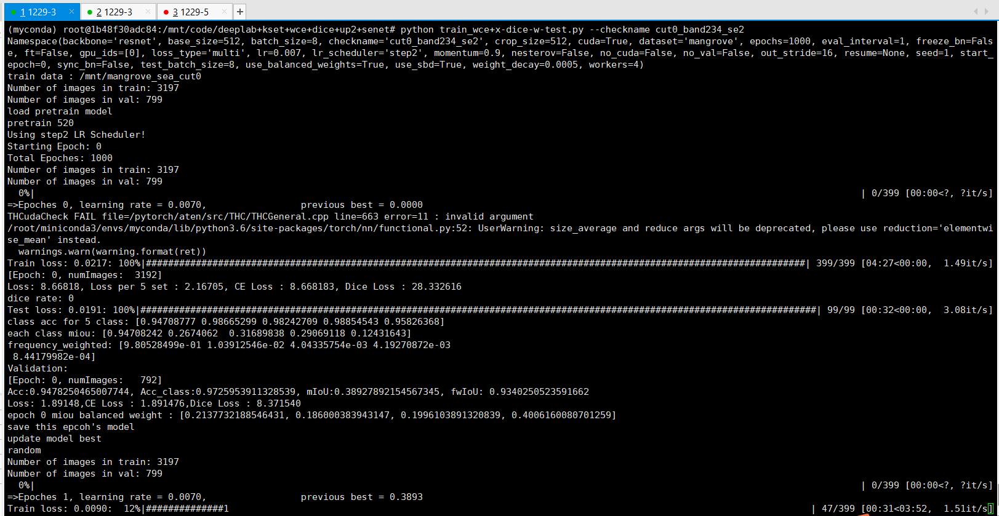 1 1229-3 × 2 1229-3 × 3 1229-5 × +
(myconda) root@1b48f30adc84:/mnt/code/deeplab+kset+wce+dice+up2+senet# python train_wce+x-dice-w-test.py --checkname cut0_band234_se2
Namespace(backbone='resnet', base_size=512, batch_size=8, checkname='cut0_band234_se2', crop_size=512, cuda=True, dataset='mangrove', epochs=1000, eval_interval=1, freeze_bn=Fals
e, ft=False, gpu_ids=[0], loss_type='multi', lr=0.007, lr_scheduler='step2', momentum=0.9, nesterov=False, no_cuda=False, no_val=False, out_stride=16, resume=None, seed=1, start_
epoch=0, sync_bn=False, test_batch_size=8, use_balanced_weights=True, use_sbd=True, weight_decay=0.0005, workers=4)
train data : /mnt/mangrove_sea_cut0
Number of images in train: 3197
Number of images in val: 799
load pretrain model
pretrain 520
Using step2 LR Scheduler!
Starting Epoch: 0
Total Epoches: 1000
Number of images in train: 3197
Number of images in val: 799
0%| | 0/399 [00:00<?, ?it/s]
=>Epoches 0, learning rate = 0.0070, previous best = 0.0000
THCudaCheck FAIL file=/pytorch/aten/src/THC/THCGeneral.cpp line=663 error=11 : invalid argument
/root/miniconda3/envs/myconda/lib/python3.6/site-packages/torch/nn/functional.py:52: UserWarning: size_average and reduce args will be deprecated, please use reduction='elementwi
se_mean' instead.
warnings.warn(warning.format(ret))
Train loss: 0.0217: 100%|#######################################################################################################################| 399/399 [04:27<00:00, 1.49it/s]
[Epoch: 0, numImages: 3192]
Loss: 8.66818, Loss per 5 set : 2.16705, CE Loss : 8.668183, Dice Loss : 28.332616
dice rate: 0
Test loss: 0.0191: 100%|##########################################################################################################################| 99/99 [00:32<00:00, 3.08it/s]
class acc for 5 class: [0.94708777 0.98665299 0.98242709 0.98854543 0.95826368]
each class miou: [0.94708242 0.2674062 0.31689838 0.29069118 0.12431643]
frequency_weighted: [9.80528499e-01 1.03912546e-02 4.04335754e-03 4.19270872e-03
8.44179982e-04]
Validation:
[Epoch: 0, numImages: 792]
Acc:0.9478250465007744, Acc_class:0.9725953911328539, mIoU:0.38927892154567345, fwIoU: 0.9340250523591662
Loss: 1.89148,CE Loss : 1.891476,Dice Loss : 8.371540
epoch 0 miou balanced weight : [0.2137732188546431, 0.186000383943147, 0.1996103891320839, 0.4006160080701259]
save this epcoh's model
update model best
random
Number of images in train: 3197
Number of images in val: 799
0%| | 0/399 [00:00<?, ?it/s]
=>Epoches 1, learning rate = 0.0070, previous best = 0.3893
Train loss: 0.0090: 12%|##############1 | 47/399 [00:31<03:52, 1.51it/s]